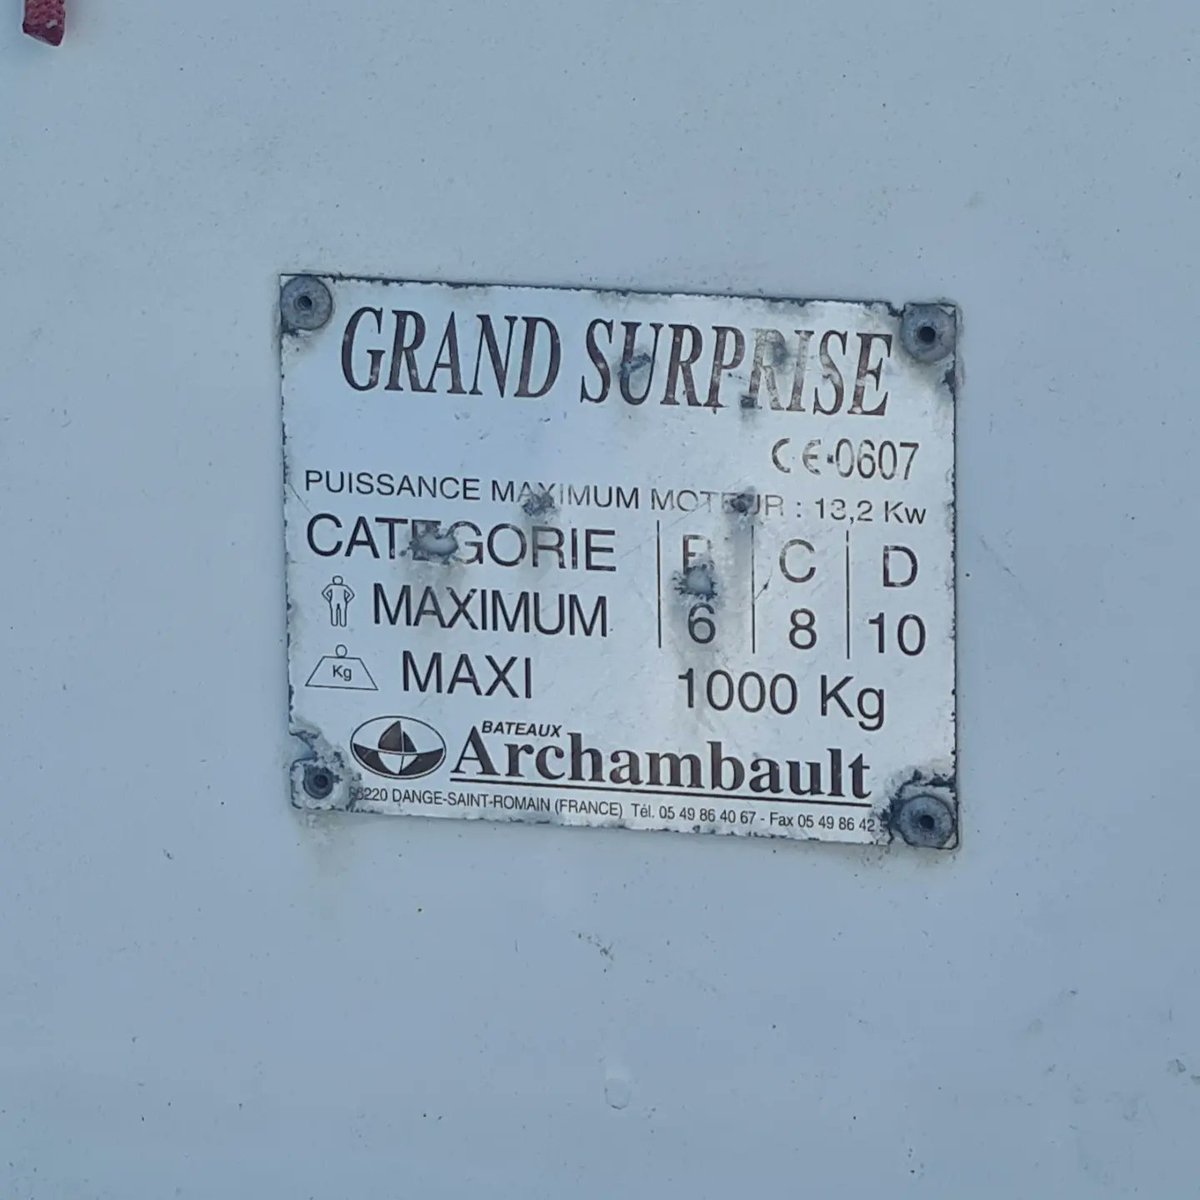 GRAND SURPRISE
CE 0607
PUISSANCE MAXIMUM MOTEUR : 13,2 Kw
CATEGORIE B C D
MAXIMUM 6 8 10
Kg MAXI 1000 Kg
BATEAUX
Archambault
86220 DANGE-SAINT-ROMAIN (FRANCE) Tél. 05 49 86 40 67 - Fax 05 49 86 42